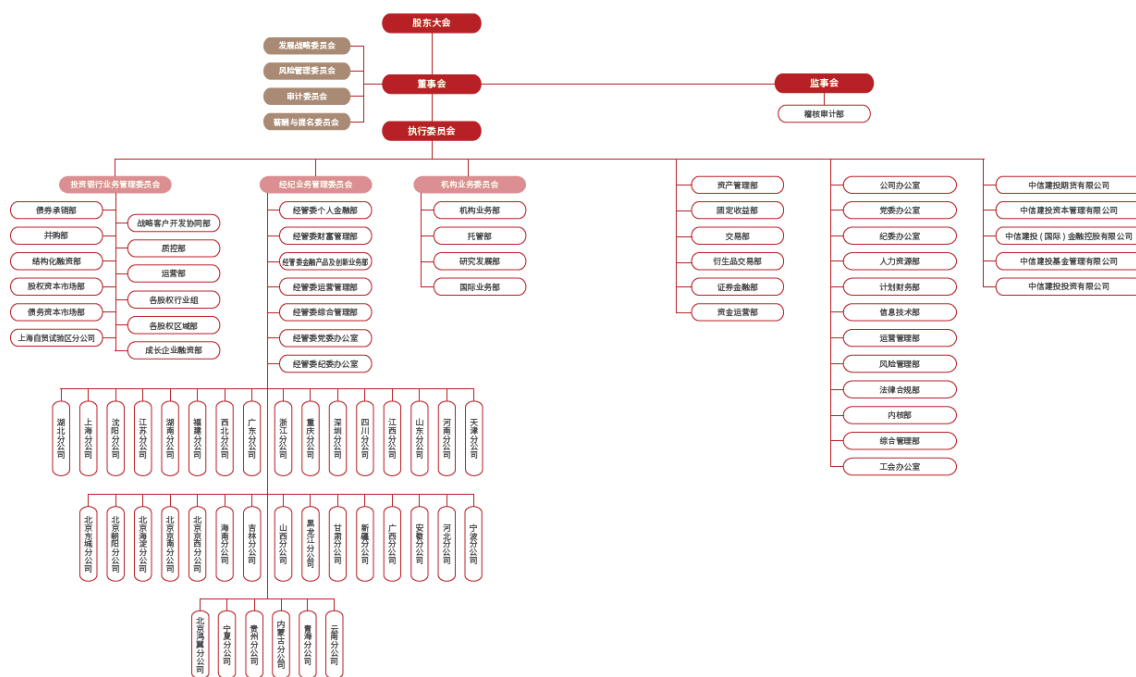 股东大会
发展战略委员会
风险管理委员会
审计委员会
薪酬与提名委员会
董事会
监事会
稽核审计部
执行委员会
投资银行业务管理委员会
债券承销部
并购部
结构化融资部
股权资本市场部
债务资本市场部
上海自贸试验区分公司
战略客户开发协同部
质控部
运营部
各股权行业组
各股权区域部
成长企业融资部
经纪业务管理委员会
经管委个人金融部
经管委财富管理部
经管委金融产品及创新业务部
经管委运营管理部
经管委综合管理部
经管委党委办公室
经管委纪委办公室
机构业务委员会
机构业务部
托管部
研究发展部
国际业务部
资产管理部
固定收益部
交易部
衍生品交易部
证券金融部
资金运营部
公司办公室
党委办公室
纪委办公室
人力资源部
计划财务部
信息技术部
运营管理部
风险管理部
法律合规部
内核部
综合管理部
工会办公室
中信建投期货有限公司
中信建投资本管理有限公司
中信建投(国际)金融控股有限公司
中信建投基金管理有限公司
中信建投投资有限公司
湖北分公司
上海分公司
沈阳分公司
江苏分公司
湖南分公司
福建分公司
西北分公司
广东分公司
浙江分公司
重庆分公司
深圳分公司
四川分公司
江西分公司
山东分公司
河南分公司
天津分公司
北京东城分公司
北京朝阳分公司
北京海淀分公司
北京京南分公司
北京京西分公司
海南分公司
吉林分公司
山西分公司
黑龙江分公司
甘肃分公司
新疆分公司
广西分公司
安徽分公司
河北分公司
宁波分公司
北京鸿翼分公司
宁夏分公司
贵州分公司
内蒙古分公司
青海分公司
云南分公司